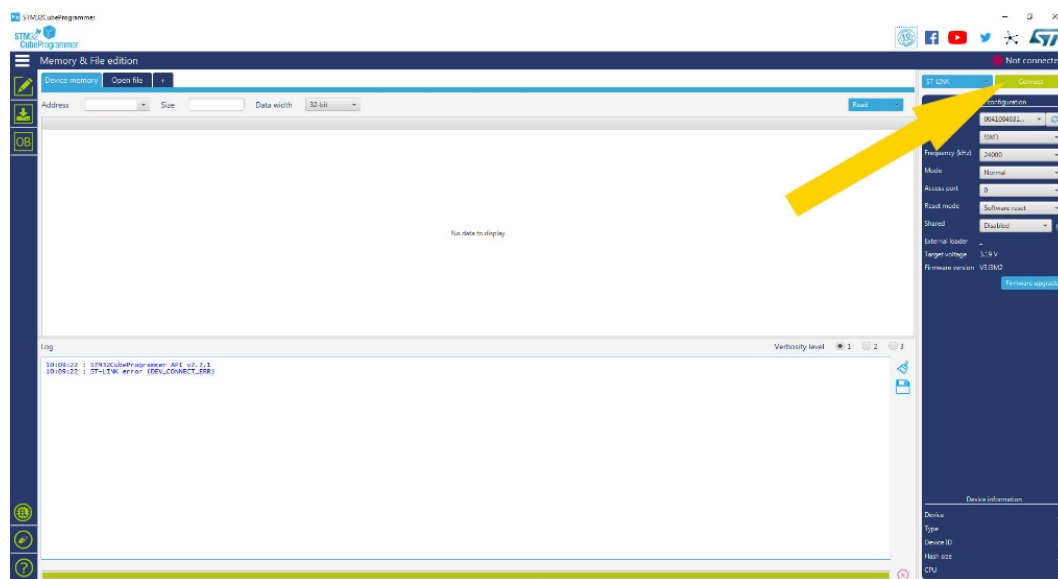 STM32CubeProgrammer
STM32
CubeProgrammer
Memory & File edition
Not connected
Device memory
Open file
+
Address
Size
Data width
32-bit
Read
Log
No data to display
Verbosity level
1
2
3
10:09:22 : STM32CubeProgrammer API v2.2.1
10:09:22 : ST-LINK error (DEV_CONNECT_ERR)
OB
ST-LINK
Connect
configuration
SWD
Frequency (kHz)
24000
Mode
Normal
Access port
0
Reset mode
Software reset
Shared
Disabled
External loader
_
Target voltage
3.19 V
Firmware version
Firmware upgrade
Device information
Device
Type
Device ID
Flash size
CPU